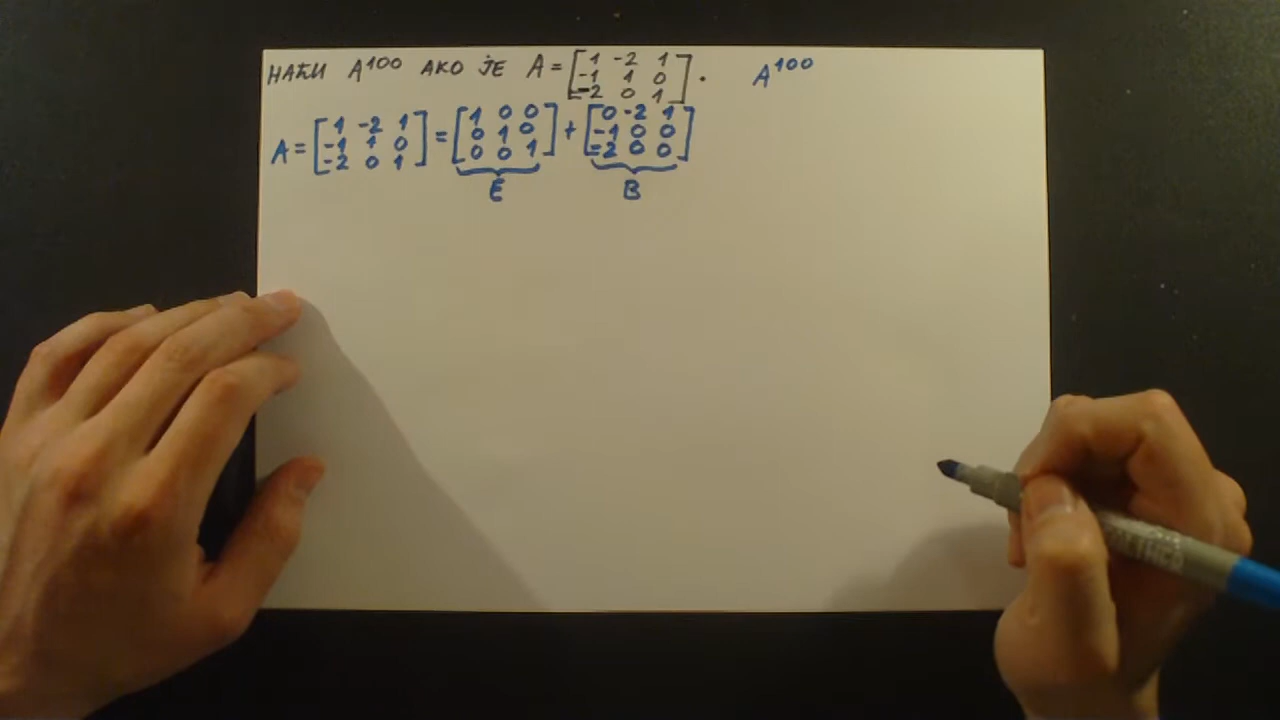 НАЋИ A¹⁰⁰ АКО ЈЕ A = [1 -2 1; -1 1 0; -2 0 1]. A¹⁰⁰
A = [1 -2 1; -1 1 0; -2 0 1] = [1 0 0; 0 1 0; 0 0 1] + [0 -2 1; -1 0 0; -2 0 0]
E B